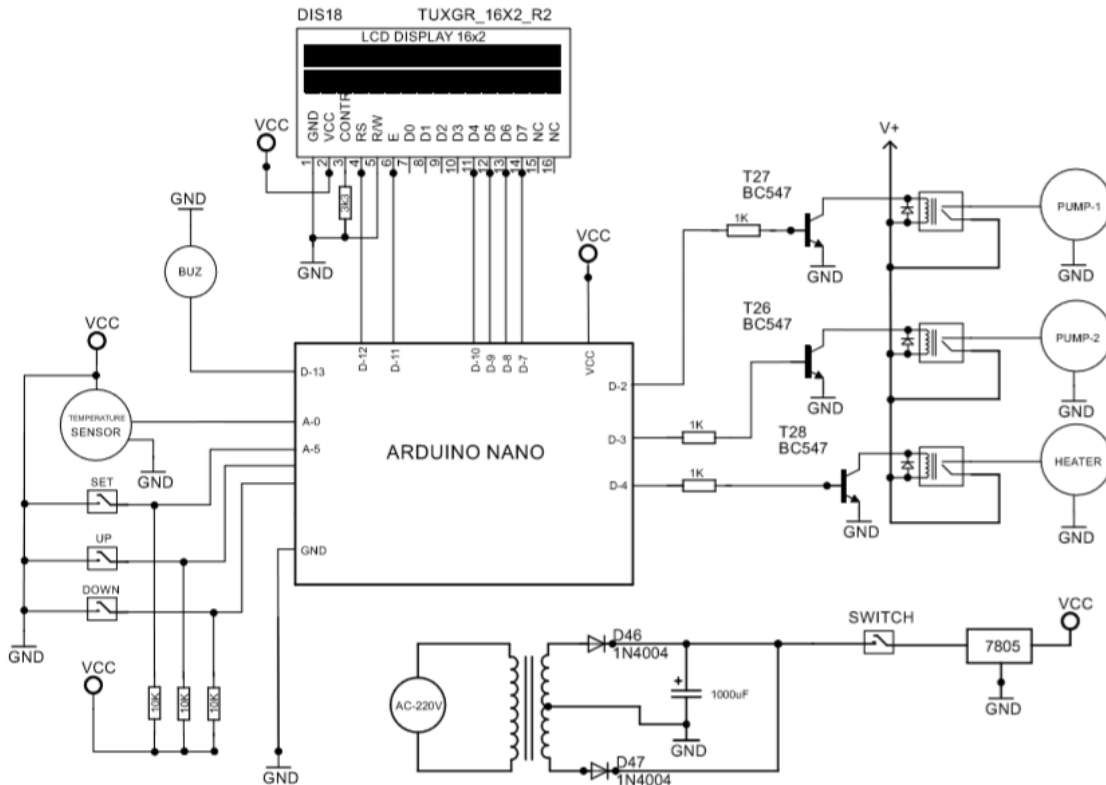 DIS18 TUXGR_16X2_R2
LCD DISPLAY 16x2
GND VCC CONTR RS R/W E D0 D1 D2 D3 D4 D5 D6 D7 NC NC
1 2 3 4 5 6 7 8 9 10 11 12 13 14 15 16
VCC
3k3
GND
GND
BUZ
VCC
V+
T27
BC547
1K
GND
PUMP-1
GND
T26
BC547
1K
GND
PUMP-2
GND
T28
BC547
1K
GND
HEATER
GND
VCC
TEMPERATURE
SENSOR
GND
D-13
A-0
A-5
GND
D-12 D-11 D-10 D-9 D-8 D-7 VCC
D-2
D-3
D-4
ARDUINO NANO
SET
UP
DOWN
GND
VCC
10K 10K 10K
GND
AC-220V
D46
1N4004
1000uF
+
GND
D47
1N4004
SWITCH
7805
GND
VCC